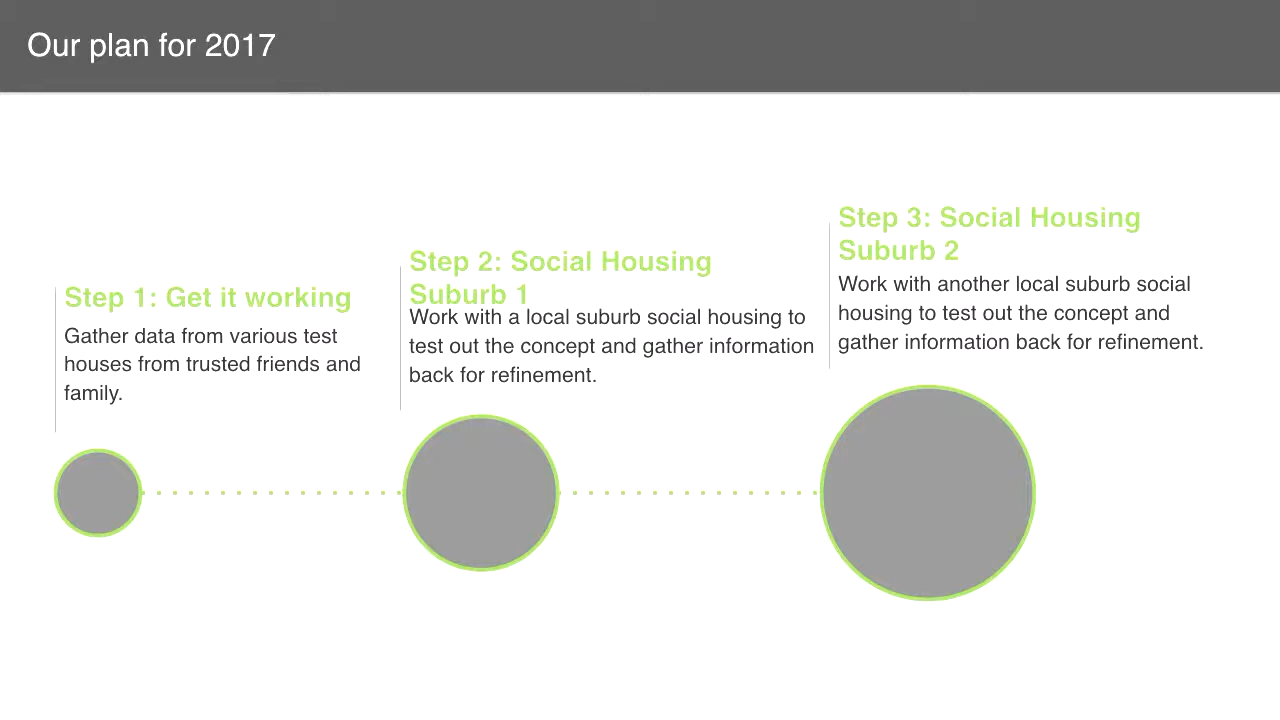 Our plan for 2017
Step 1: Get it working
Gather data from various test
houses from trusted friends and
family.
Step 2: Social Housing
Suburb 1
Work with a local suburb social housing to
test out the concept and gather information
back for refinement.
Step 3: Social Housing
Suburb 2
Work with another local suburb social
housing to test out the concept and
gather information back for refinement.